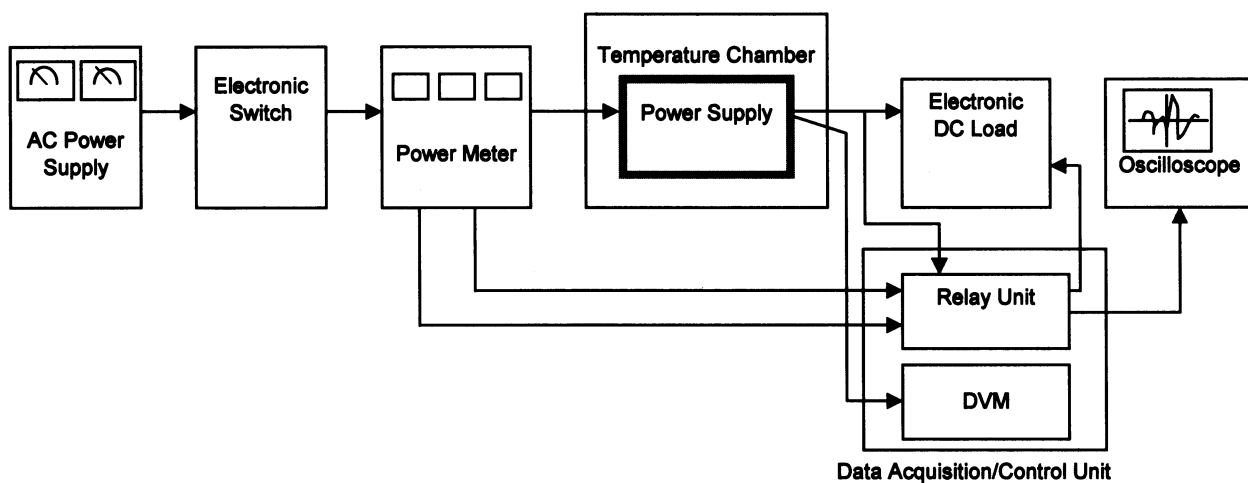 AC Power
Supply
Electronic
Switch
Power Meter
Temperature Chamber
Power Supply
Electronic
DC Load
Oscilloscope
Relay Unit
DVM
Data Acquisition/Control Unit